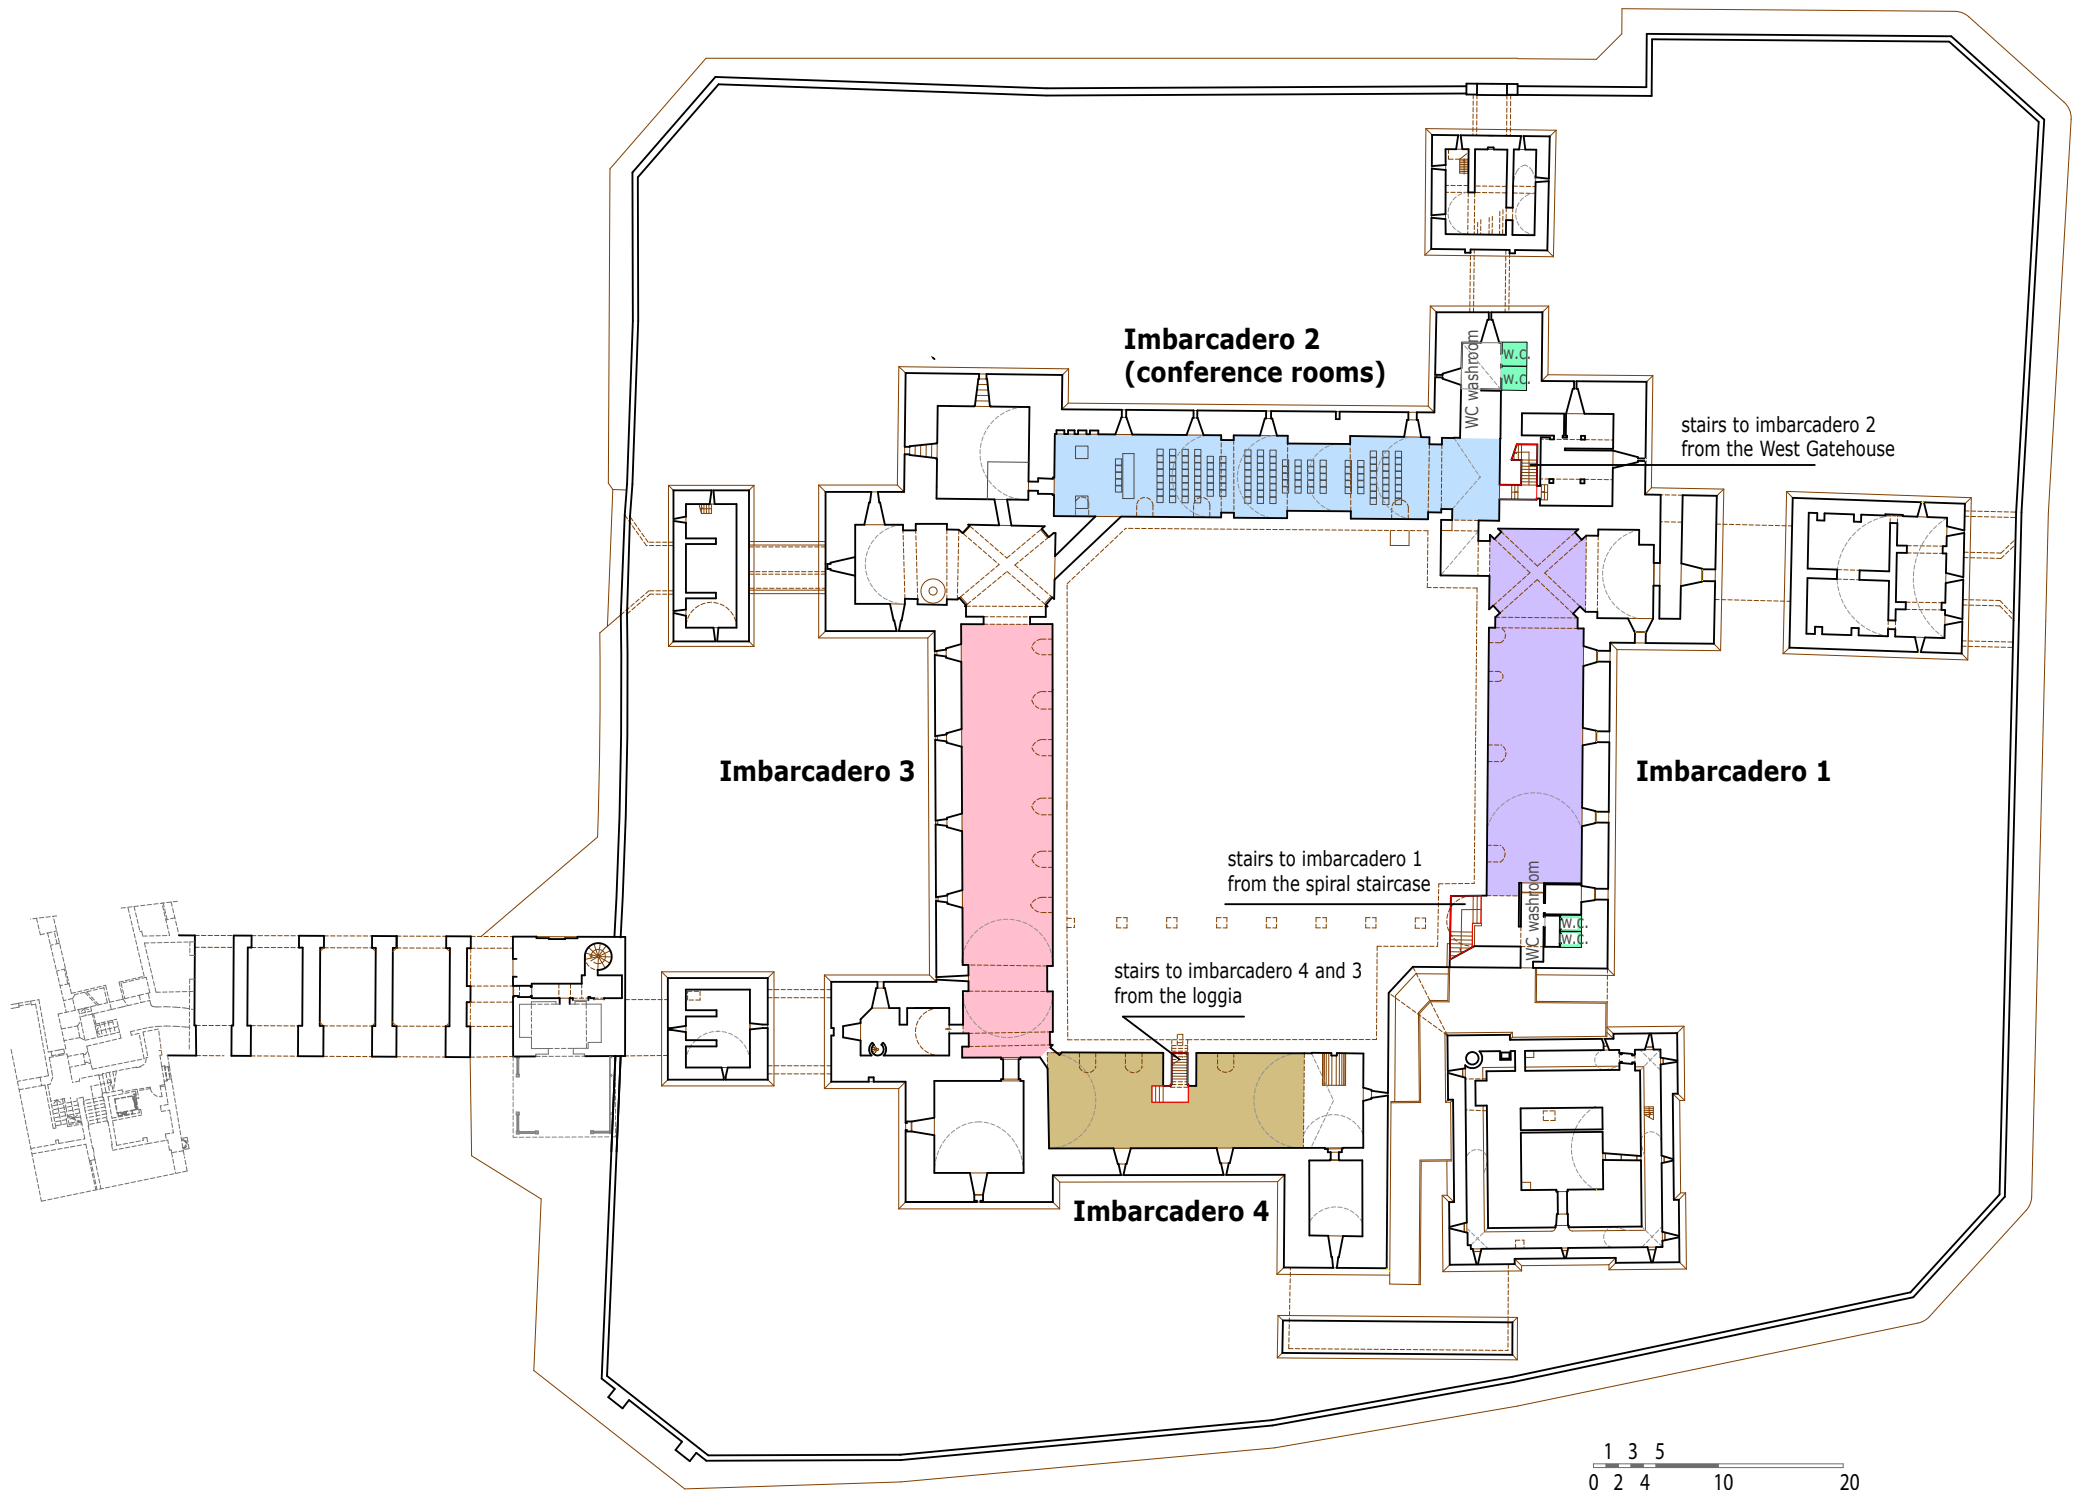 Imbarcadero 2
(conference rooms)
WC washroom
w.c.
w.c.
stairs to imbarcadero 2
from the West Gatehouse
Imbarcadero 3
Imbarcadero 1
stairs to imbarcadero 1
from the spiral staircase
WC washroom
w.c.
w.c.
stairs to imbarcadero 4 and 3
from the loggia
Imbarcadero 4
1 3 5
0 2 4 10 20